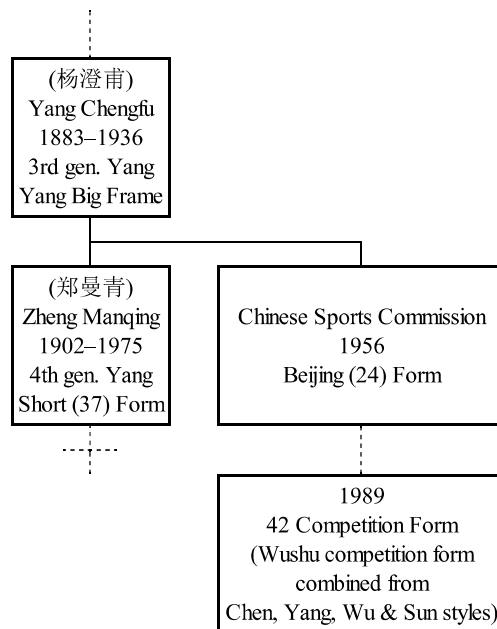 (杨澄甫)
Yang Chengfu
1883–1936
3rd gen. Yang
Yang Big Frame
(郑曼青)
Zheng Manqing
1902–1975
4th gen. Yang
Short (37) Form
Chinese Sports Commission
1956
Beijing (24) Form
1989
42 Competition Form
(Wushu competition form
combined from
Chen, Yang, Wu & Sun styles)